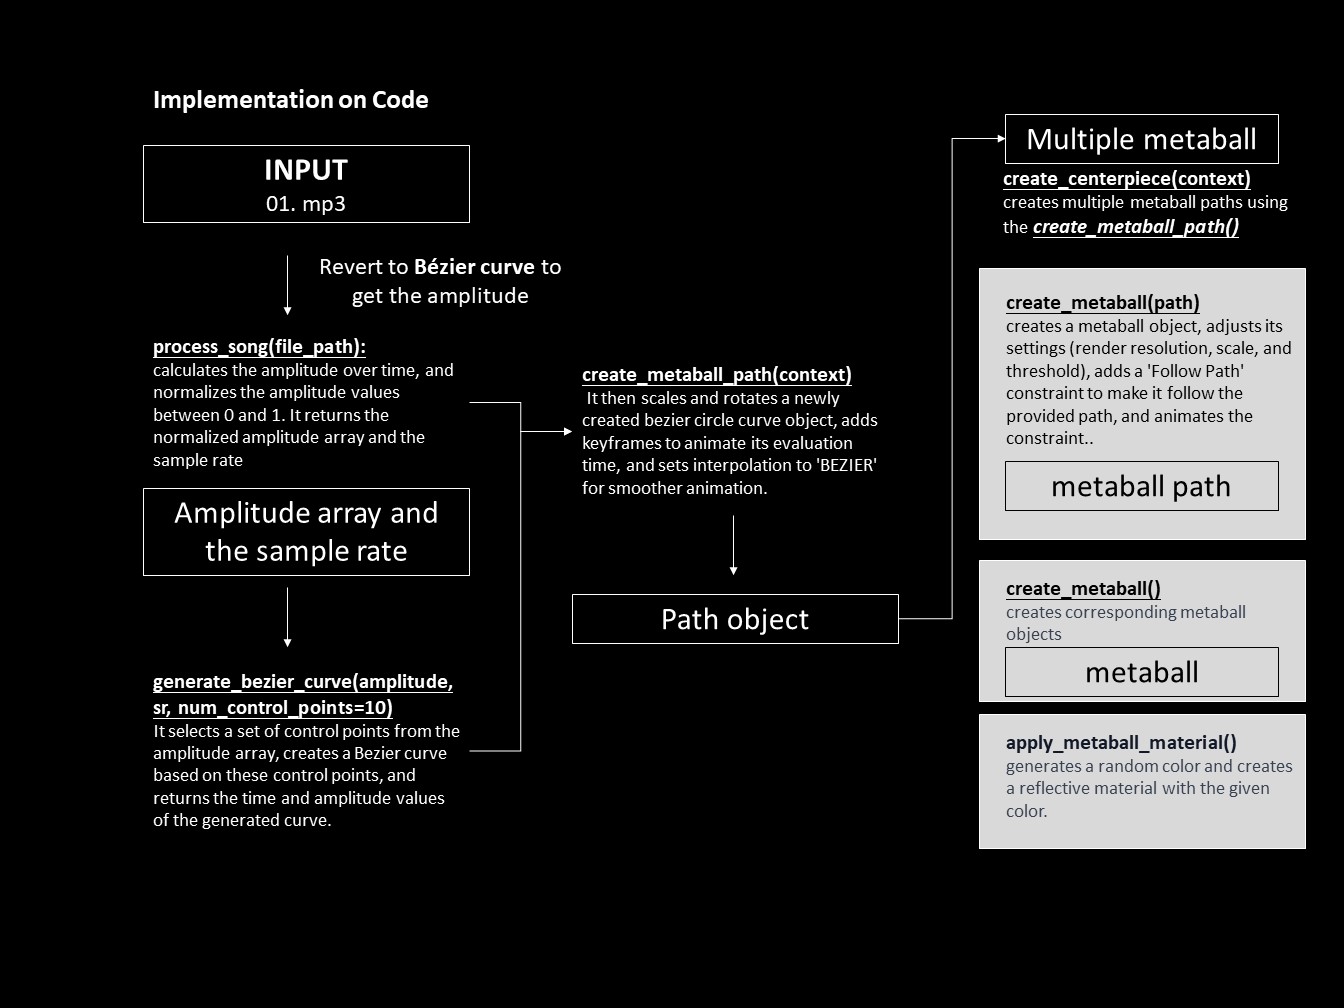 Implementation on Code
INPUT
01. mp3
Revert to Bézier curve to
get the amplitude
process_song(file_path):
calculates the amplitude over time, and
normalizes the amplitude values
between 0 and 1. It returns the
normalized amplitude array and the
sample rate
Amplitude array and
the sample rate
generate_bezier_curve(amplitude,
sr, num_control_points=10)
It selects a set of control points from the
amplitude array, creates a Bezier curve
based on these control points, and
returns the time and amplitude values
of the generated curve.
create_metaball_path(context)
It then scales and rotates a newly
created bezier circle curve object, adds
keyframes to animate its evaluation
time, and sets interpolation to 'BEZIER'
for smoother animation.
Path object
Multiple metaball
create_centerpiece(context)
creates multiple metaball paths using
the create_metaball_path()
create_metaball(path)
creates a metaball object, adjusts its
settings (render resolution, scale, and
threshold), adds a 'Follow Path'
constraint to make it follow the
provided path, and animates the
constraint..
metaball path
create_metaball()
creates corresponding metaball
objects
metaball
apply_metaball_material()
generates a random color and creates
a reflective material with the given
color.